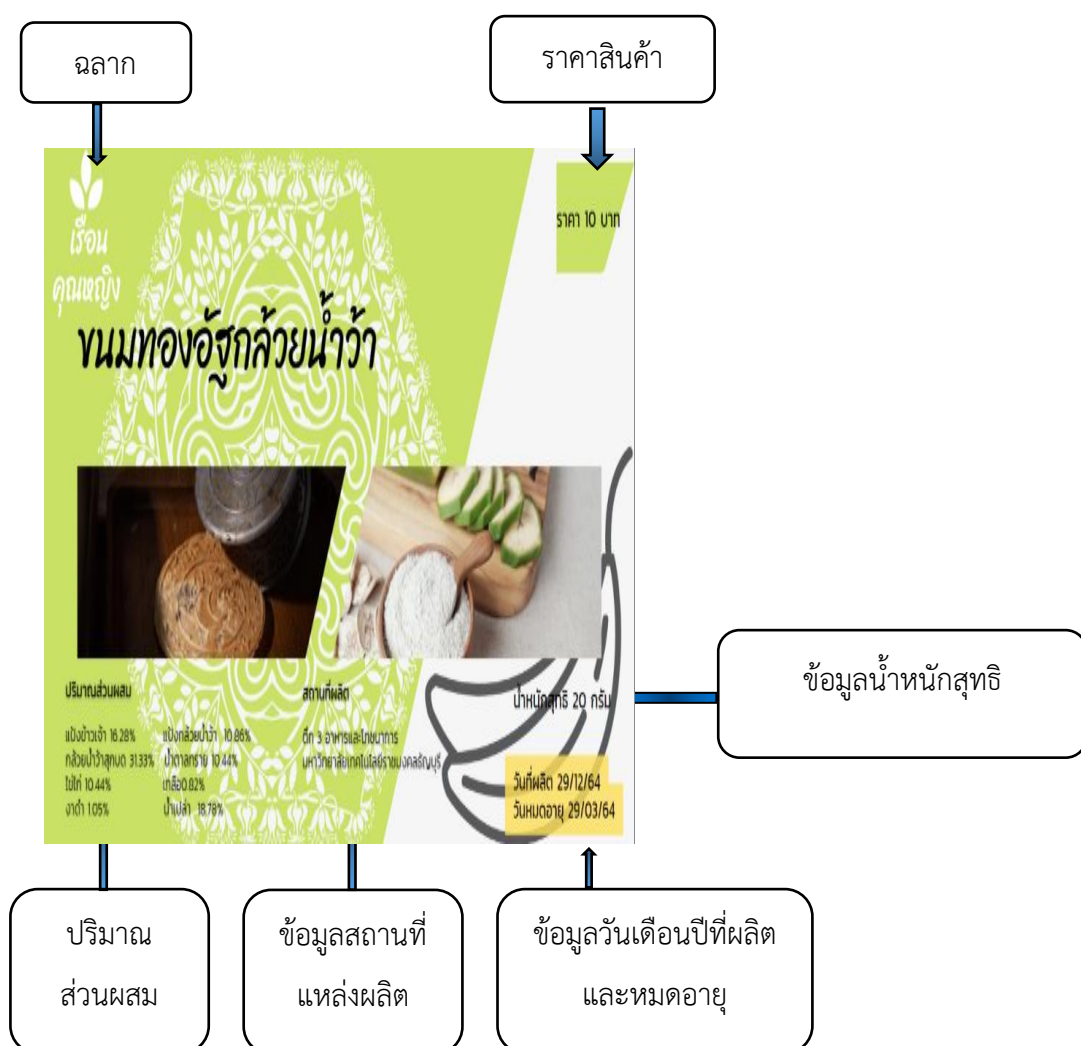 ฉลาก
ราคาสินค้า
เรือน
คุณหญิง
ราคา 10 บาท
ขนมทองอัฐกล้วยน้ำว้า
ปริมาณส่วนผสม
แป้งข้าวเจ้า 16.28% แป้งกล้วยน้ำว้า 10.86%
กล้วยน้ำว้าสุกบด 31.33% น้ำตาลทราย 10.44%
ไข่ไก่ 10.44% เกลือ0.82%
งาดำ 1.05% น้ำเปล่า 18.78%
สถานที่ผลิต
ตึก 3 อาหารและโภชนาการ
มหาวิทยาลัยเทคโนโลยีราชมงคลธัญบุรี
น้ำหนักสุทธิ 20 กรัม
วันที่ผลิต 29/12/64
วันหมดอายุ 29/03/64
ข้อมูลน้ำหนักสุทธิ
ปริมาณ
ส่วนผสม
ข้อมูลสถานที่
แหล่งผลิต
ข้อมูลวันเดือนปีที่ผลิต
และหมดอายุ